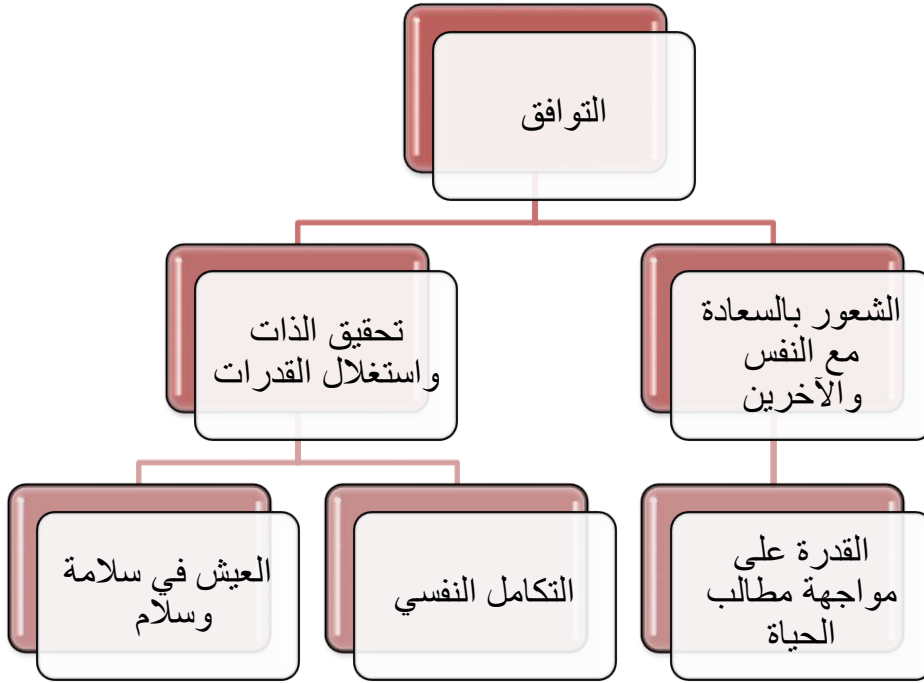 التوافق
الشعور بالسعادة
مع النفس
والآخرين
تحقيق الذات
واستغلال القدرات
القدرة على
مواجهة مطالب
الحياة
التكامل النفسي
العيش في سلامة
وسلام